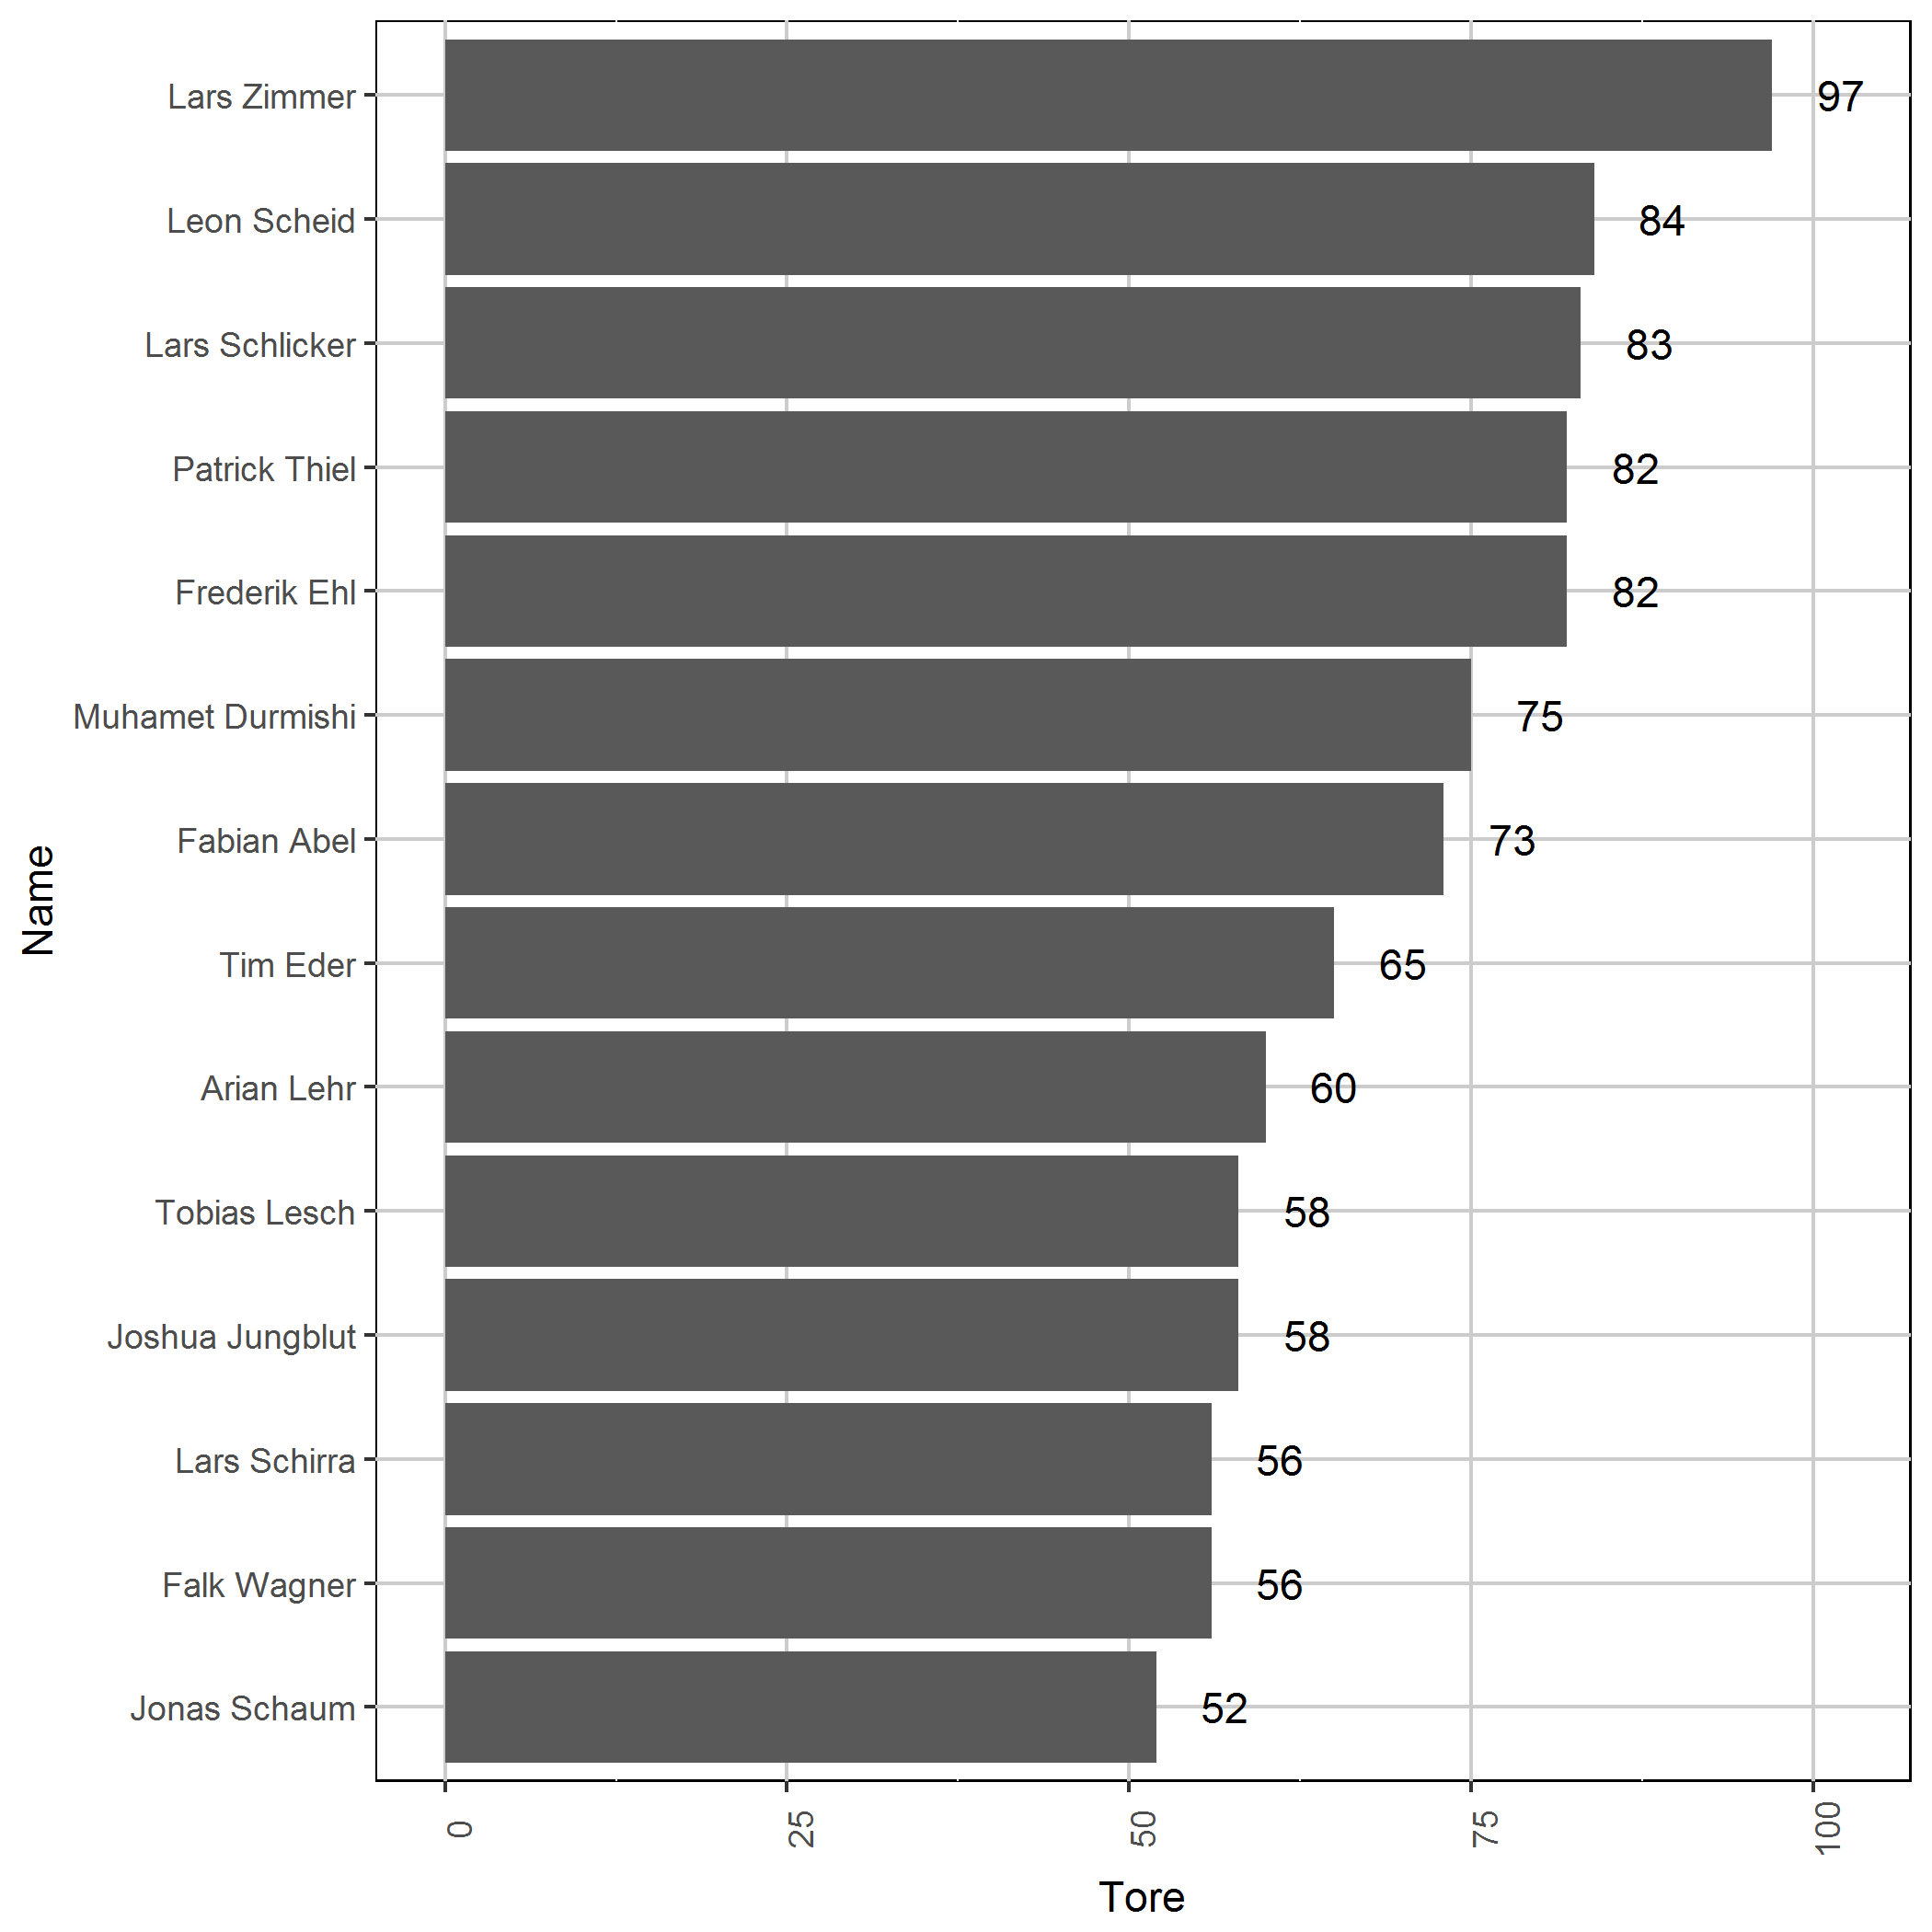 Lars Zimmer 97
Leon Scheid 84
Lars Schlicker 83
Patrick Thiel 82
Frederik Ehl 82
Muhamet Durmishi 75
Fabian Abel 73
Tim Eder 65
Arian Lehr 60
Tobias Lesch 58
Joshua Jungblut 58
Lars Schirra 56
Falk Wagner 56
Jonas Schaum 52
Name
0 25 50 75 100
Tore